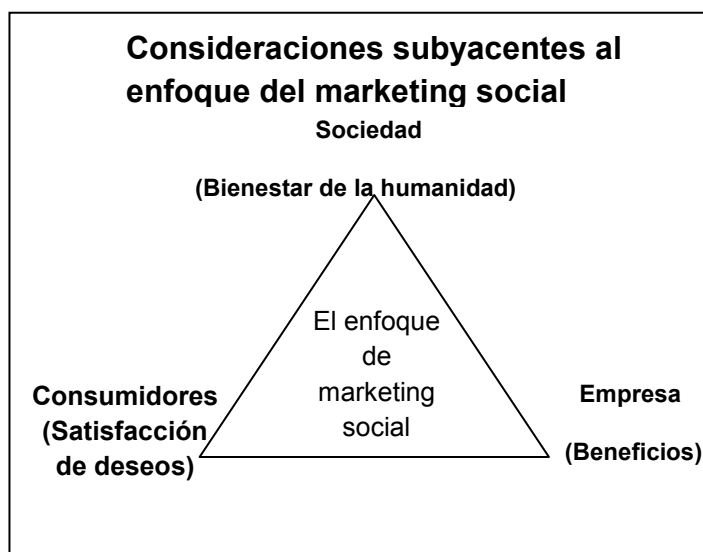 Consideraciones subyacentes al
enfoque del marketing social
Sociedad
(Bienestar de la humanidad)
El enfoque
de
marketing
social
Consumidores
(Satisfacción
de deseos)
Empresa
(Beneficios)